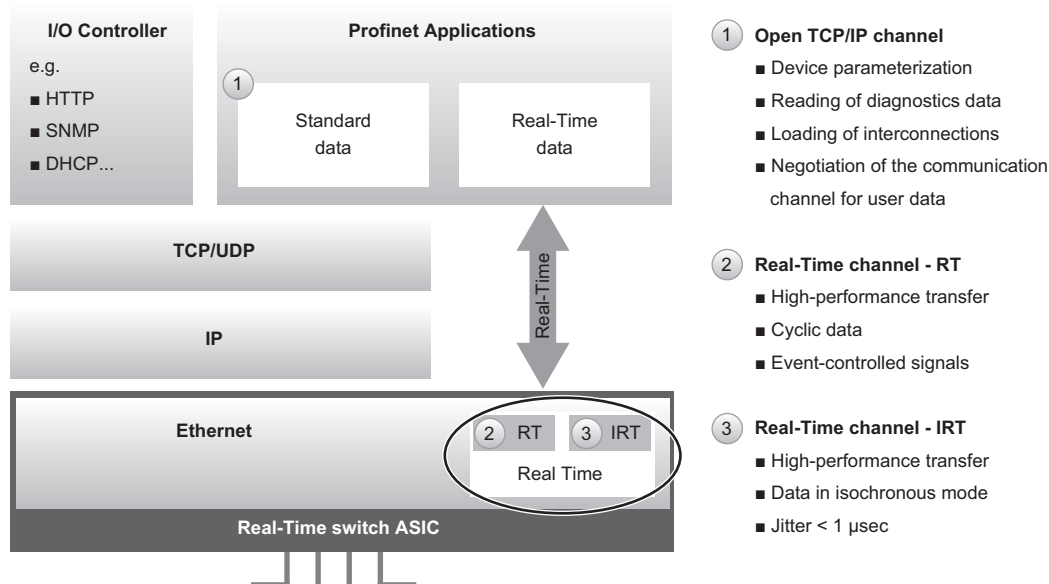 I/O Controller
e.g.
■ HTTP
■ SNMP
■ DHCP...
Profinet Applications
1
Standard
data
Real-Time
data
TCP/UDP
IP
Real-Time
Ethernet
2 RT
3 IRT
Real Time
Real-Time switch ASIC
1 Open TCP/IP channel
■ Device parameterization
■ Reading of diagnostics data
■ Loading of interconnections
■ Negotiation of the communication
channel for user data
2 Real-Time channel - RT
■ High-performance transfer
■ Cyclic data
■ Event-controlled signals
3 Real-Time channel - IRT
■ High-performance transfer
■ Data in isochronous mode
■ Jitter < 1 µsec